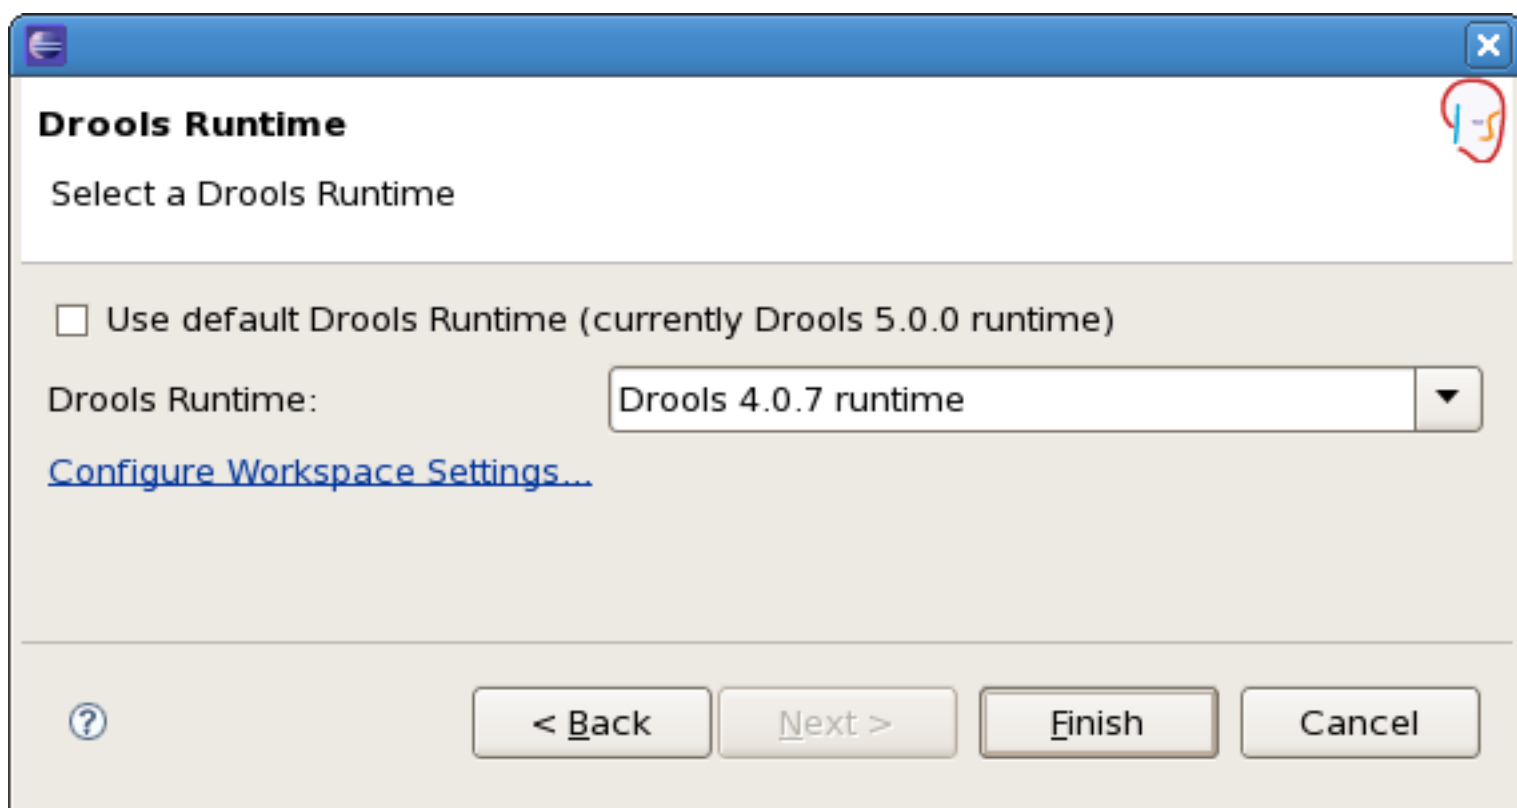 Drools Runtime
Select a Drools Runtime
Use default Drools Runtime (currently Drools 5.0.0 runtime)
Drools Runtime: Drools 4.0.7 runtime
Configure Workspace Settings...
? < Back Next > Finish Cancel